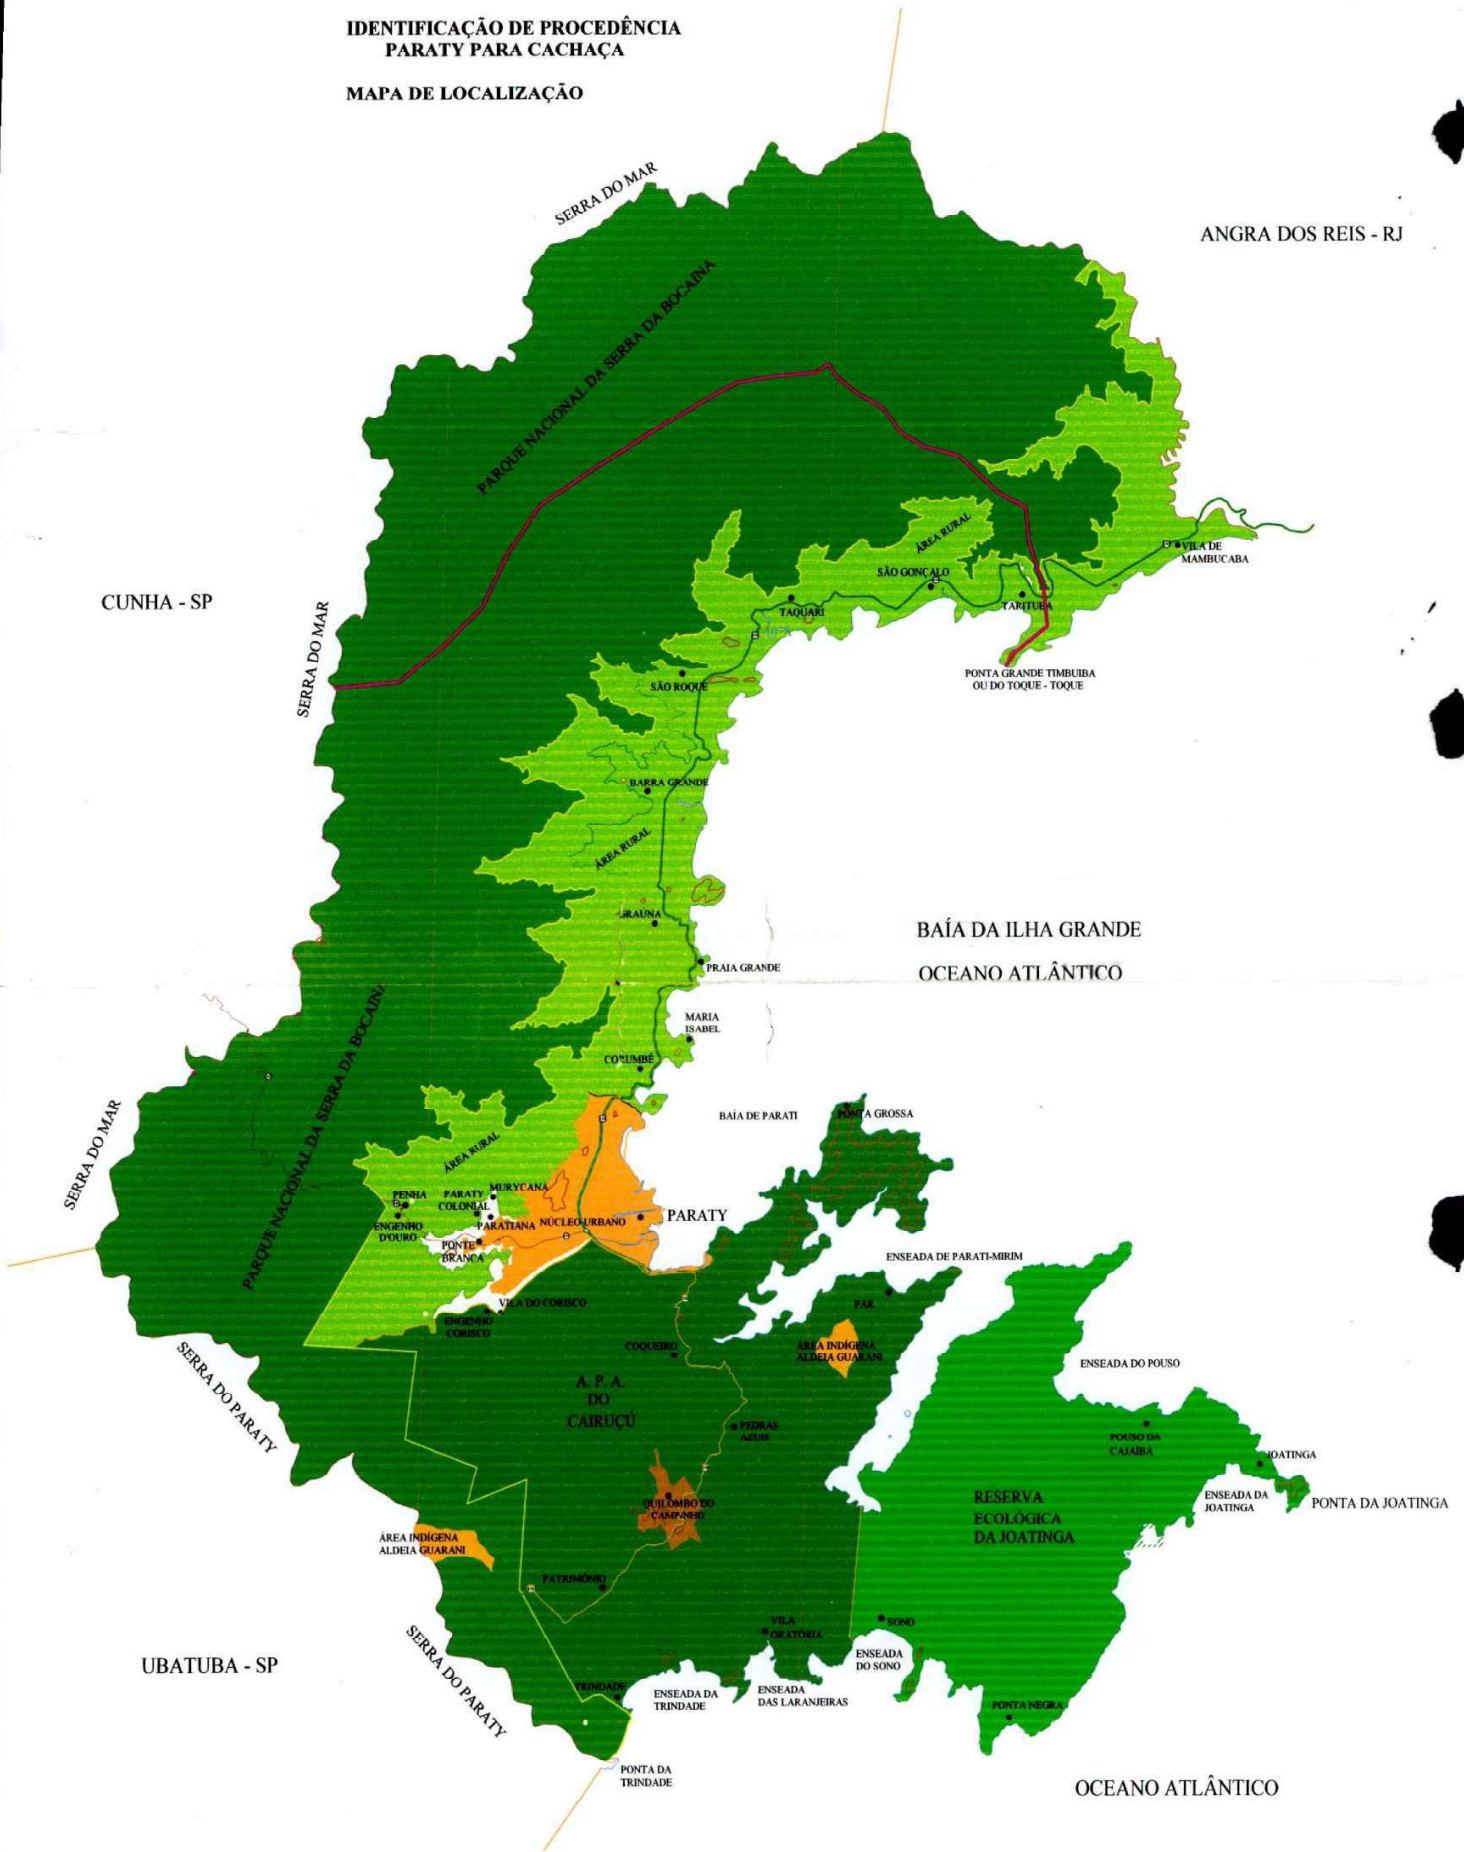 IDENTIFICAÇÃO DE PROCEDÊNCIA
PARATY PARA CACHAÇA
MAPA DE LOCALIZAÇÃO
SERRA DO MAR
ANGRA DOS REIS - RJ
PARQUE NACIONAL DA SERRA DA BOCAINA
ÁREA RURAL
VILA DE
MAMBUCABA
SÃO GONÇALO
CUNHA - SP
TARITUBA
TAQUARI
SERRA DO MAR
PONTA GRANDE TIMBUIBA
OU DO TOQUE - TOQUE
SÃO ROQUE
BARRA GRANDE
ÁREA RURAL
GRAUNA
BAÍA DA ILHA GRANDE
PRAIA GRANDE
OCEANO ATLÂNTICO
MARIA
ISABEL
CORUMBÊ
PARQUE NACIONAL DA SERRA DA BOCAINA
SERRA DO MAR
BAÍA DE PARATI
PONTA GROSSA
ÁREA RURAL
MURYCANA
PENHA
PARATY
COLONIAL
PARATY
ENGENHO
D'OURO
PARATIANA
NÚCLEO URBANO
PONTE
BRANCA
ENSEADA DE PARATI-MIRIM
VILA DO CORISCO
PAR
ENGENHO
CORISCO
COQUEIRO
ÁREA INDÍGENA
ALDEIA GUARANI
ENSEADA DO POUSO
SERRA DO PARATY
A. P. A.
DO
CAIRUÇÚ
PEDRAS
AZUIS
POUSO DA
CAJAÍBA
JOATINGA
RESERVA
ECOLÓGICA
DA JOATINGA
ENSEADA DA
JOATINGA
PONTA DA JOATINGA
QUILOMBO DO
CAMPINHO
ÁREA INDÍGENA
ALDEIA GUARANI
PATRIMÔNIO
VILA
ORATÓRIA
SONO
SERRA DO PARATY
ENSEADA
DO SONO
UBATUBA - SP
TRINDADE
ENSEADA DA
TRINDADE
ENSEADA
DAS LARANJEIRAS
PONTA NEGRA
PONTA DA
TRINDADE
OCEANO ATLÂNTICO